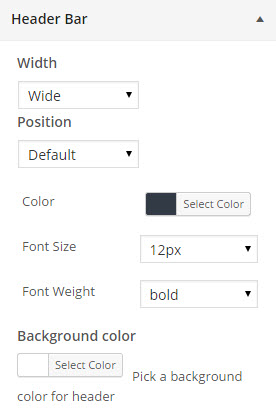 Header Bar
Width
Wide
Position
Default
Color Select Color
Font Size 12px
Font Weight bold
Background color
Select Color Pick a background
color for header